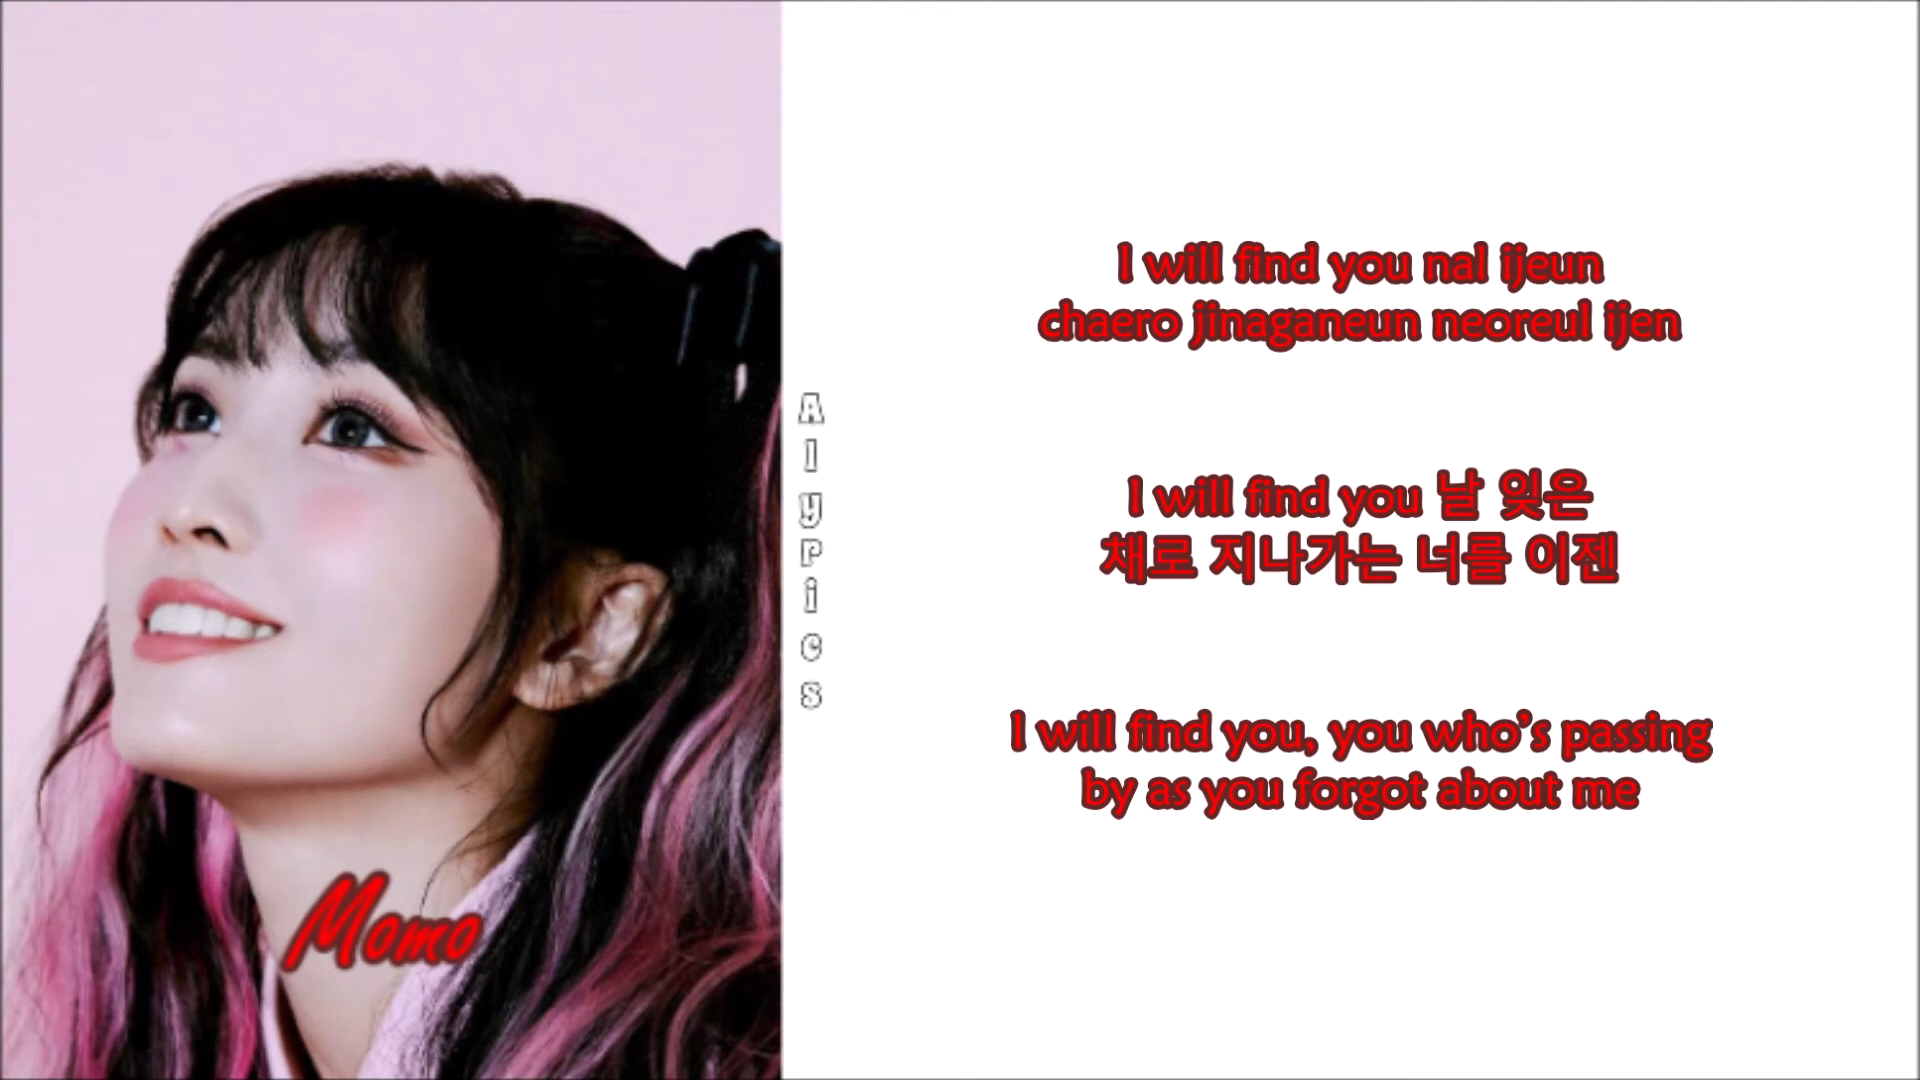 I will find you nal ijeun
chaero jinaganeun neoreul ijen
AlyPics
I will find you 날 잊은
채로 지나가는 너를 이젠
I will find you, you who's passing
by as you forgot about me
Momo